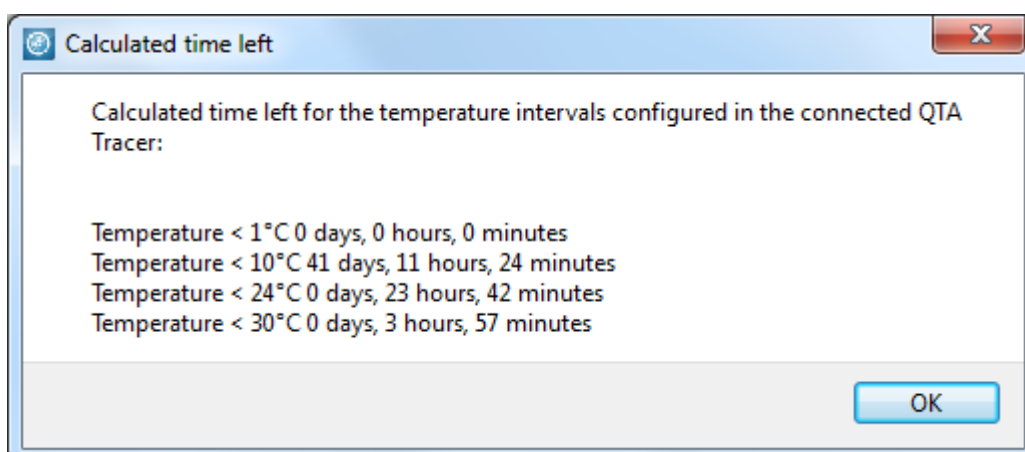 Calculated time left
Calculated time left for the temperature intervals configured in the connected QTA
Tracer:
Temperature < 1°C 0 days, 0 hours, 0 minutes
Temperature < 10°C 41 days, 11 hours, 24 minutes
Temperature < 24°C 0 days, 23 hours, 42 minutes
Temperature < 30°C 0 days, 3 hours, 57 minutes
OK